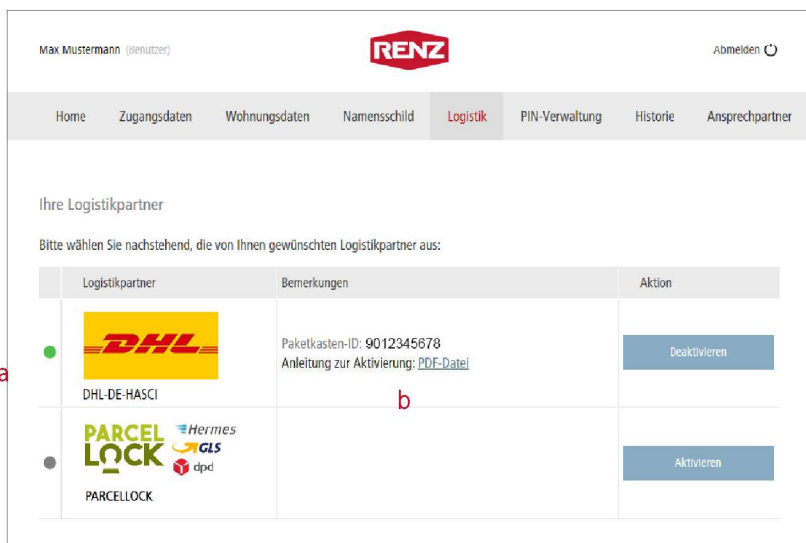 Max Mustermann (Benutzer)
RENZ
Abmelden
Home Zugangsdaten Wohnungsdaten Namensschild Logistik PIN-Verwaltung Historie Ansprechpartner
Ihre Logistikpartner
Bitte wählen Sie nachstehend, die von Ihnen gewünschten Logistikpartner aus:
Logistikpartner Bemerkungen Aktion
DHL
Paketkasten-ID: 9012345678
Anleitung zur Aktivierung: PDF-Datei
Deaktivieren
a
DHL-DE-HASCI
b
PARCEL
LOCK
Hermes
GLS
dpd
Aktivieren
PARCELLOCK